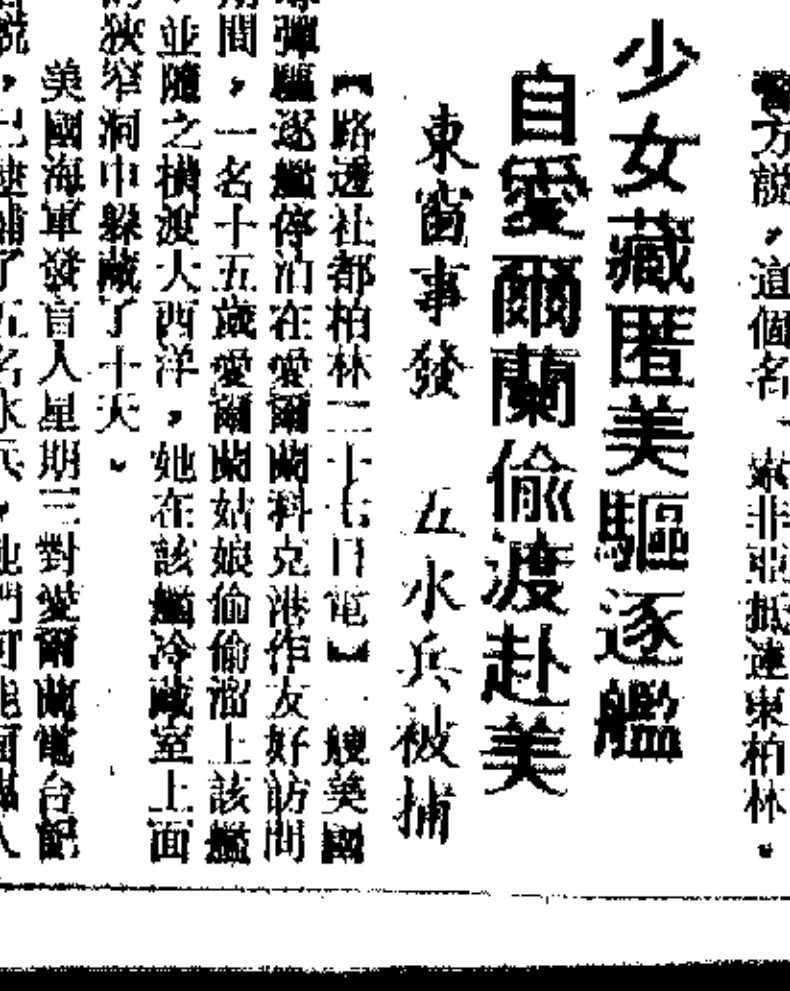 警方說，這個名、索非亞抵達東柏林。
少女藏匿美驅逐艦
自愛爾蘭偷渡赴美
東窗事發　五水兵被捕
【路透社都柏林二十七日電】一艘美國
彈驅逐艦停泊在愛爾蘭科克港作友好訪問
間，一名十五歲愛爾蘭姑娘偷偷溜上該艦
並隨之橫渡大西洋，她在該艦冷藏室上面
狹窄洞中躲藏了十天。
美國海軍發言人星期三對愛爾蘭電台記
說，已逮捕了五名水兵，他們可能